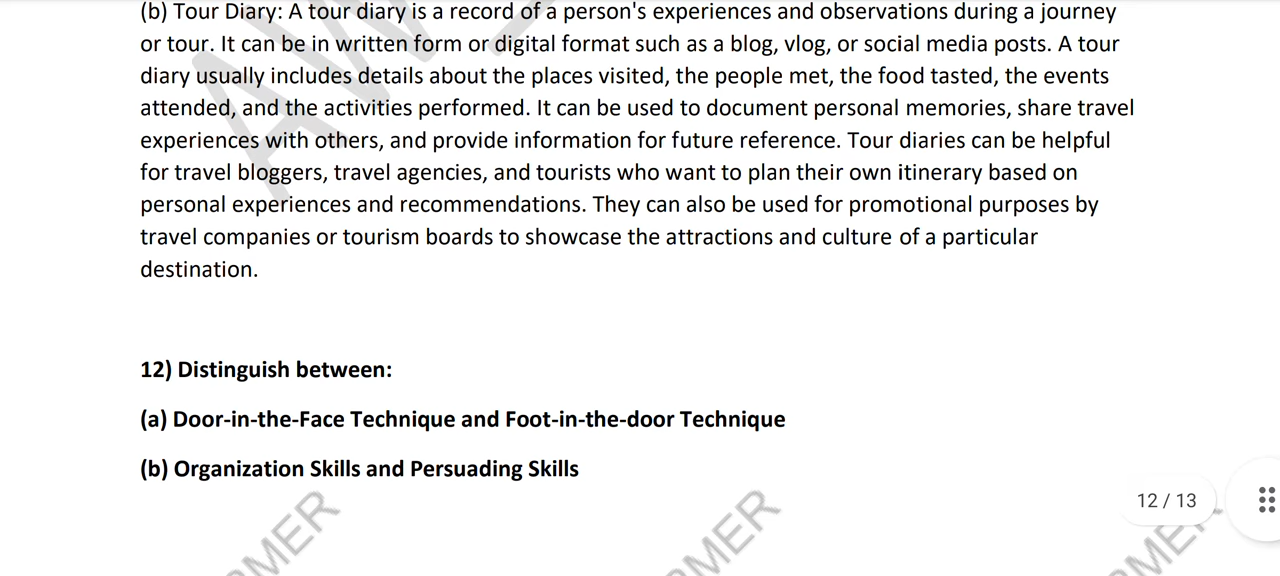 (b) Tour Diary: A tour diary is a record of a person's experiences and observations during a journey
or tour. It can be in written form or digital format such as a blog, vlog, or social media posts. A tour
diary usually includes details about the places visited, the people met, the food tasted, the events
attended, and the activities performed. It can be used to document personal memories, share travel
experiences with others, and provide information for future reference. Tour diaries can be helpful
for travel bloggers, travel agencies, and tourists who want to plan their own itinerary based on
personal experiences and recommendations. They can also be used for promotional purposes by
travel companies or tourism boards to showcase the attractions and culture of a particular
destination.
12) Distinguish between:
(a) Door-in-the-Face Technique and Foot-in-the-door Technique
(b) Organization Skills and Persuading Skills
12 / 13